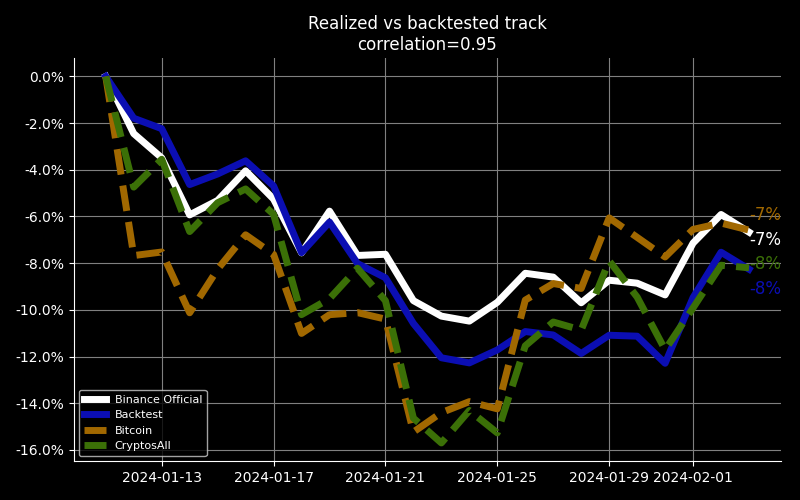 Realized vs backtested track
correlation=0.95
0.0%
-2.0%
-4.0%
-6.0%
-8.0%
-10.0%
-12.0%
-14.0%
-16.0%
-7%
-7%
-8%
-8%
Binance Official
Backtest
Bitcoin
CryptosAll
2024-01-13 2024-01-17 2024-01-21 2024-01-25 2024-01-29 2024-02-01